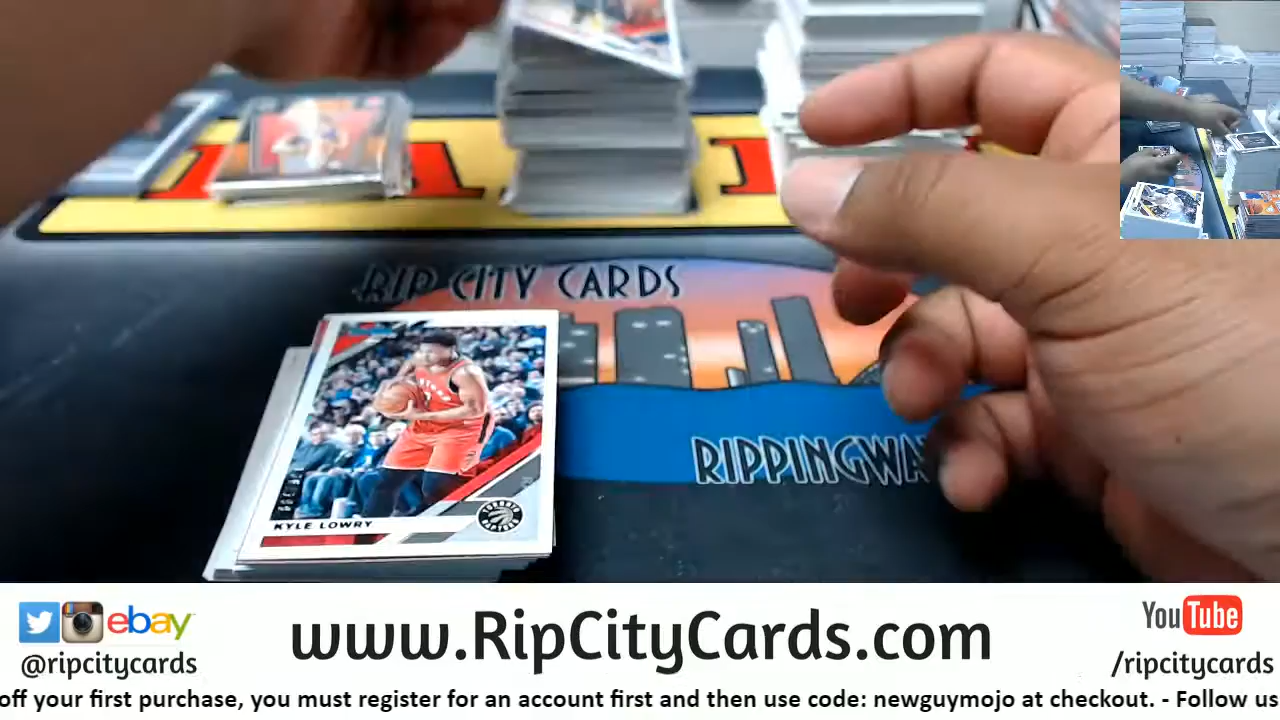 RIP CITY CARDS
RIPPINGWA
KYLE LOWRY
ebay
@ripcitycards
www.RipCityCards.com
YouTube
/ripcitycards
off your first purchase, you must register for an account first and then use code: newguymojo at checkout. - Follow us